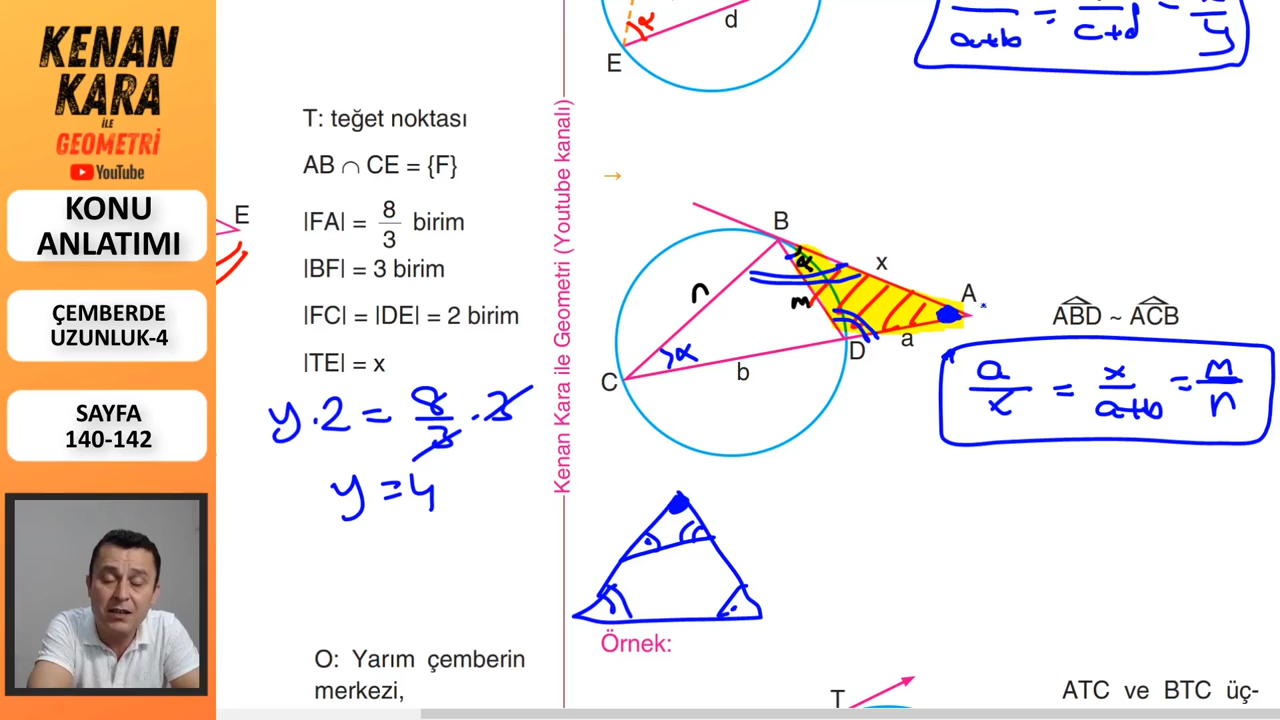 KENAN
KARA
İLE
GEOMETRİ
YouTube
KONU
ANLATIMI
ÇEMBERDE
UZUNLUK-4
SAYFA
140-142
E
T: teğet noktası
AB ∩ CE = {F}
|FA| = 8/3 birim
|BF| = 3 birim
|FC| = |DE| = 2 birim
|TE| = x
y.2 = 8/3 . 3
y = 4
O: Yarım çemberin
merkezi,
Kenan Kara ile Geometri (Youtube kanalı)
α
d
E
a+b = c+d = y
→
B
x
α
A
n
m
D
a
α
C
b
ABD ~ ACB
a/x = x/a+b = m/n
Örnek:
T
ATC ve BTC üç-